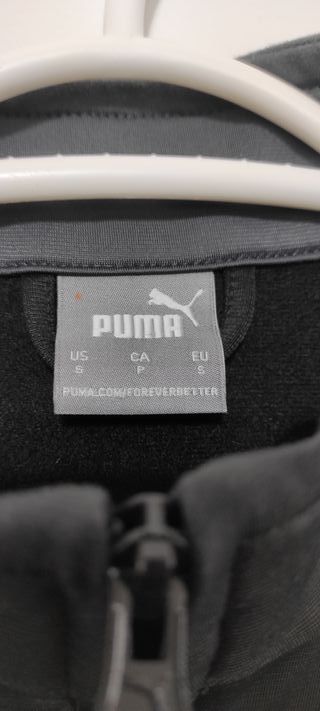 PUMA
US CA EU
S P S
PUMA.COM/FOREVERBETTER